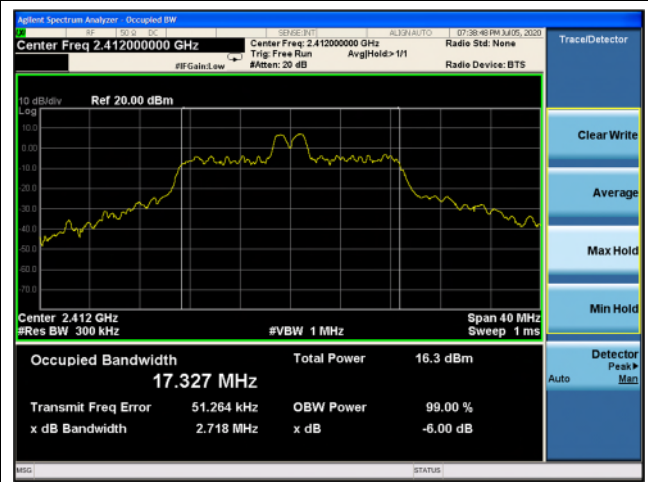 Agilent Spectrum Analyzer - Occupied BW
RF 50 Ω DC SENSE:INT ALIGN AUTO 07:38:48 PM Jul 05, 2020
Center Freq 2.412000000 GHz
Center Freq: 2.412000000 GHz
Radio Std: None
Trig: Free Run Avg|Hold:>1/1
#IFGain:Low
#Atten: 20 dB
Radio Device: BTS
10 dB/div Ref 20.00 dBm
Log
10.0
0.00
-10.0
-20.0
-30.0
-40.0
-50.0
-60.0
-70.0
Center 2.412 GHz
Span 40 MHz
#Res BW 300 kHz
#VBW 1 MHz
Sweep 1 ms
Occupied Bandwidth
Total Power 16.3 dBm
17.327 MHz
Transmit Freq Error 51.264 kHz
OBW Power 99.00 %
x dB Bandwidth 2.718 MHz
x dB -6.00 dB
MSG
STATUS
Trace/Detector
Clear Write
Average
Max Hold
Min Hold
Detector
Peak▶
Auto Man